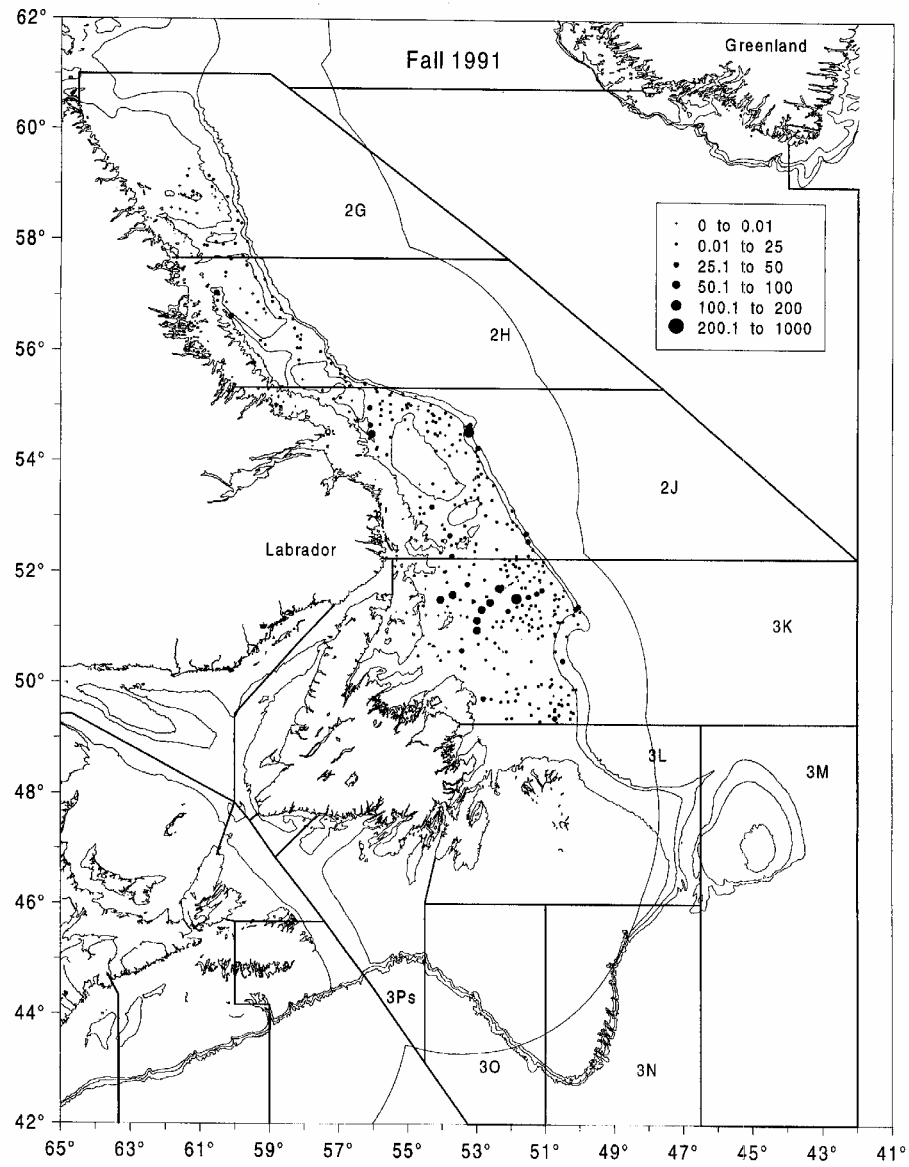 62°
Fall 1991
Greenland
60°
2G
0 to 0.01
0.01 to 25
25.1 to 50
50.1 to 100
100.1 to 200
200.1 to 1000
58°
2H
56°
2J
54°
Labrador
52°
3K
50°
3L
3M
48°
46°
3Ps
44°
3O
3N
42°
65° 63° 61° 59° 57° 55° 53° 51° 49° 47° 45° 43° 41°